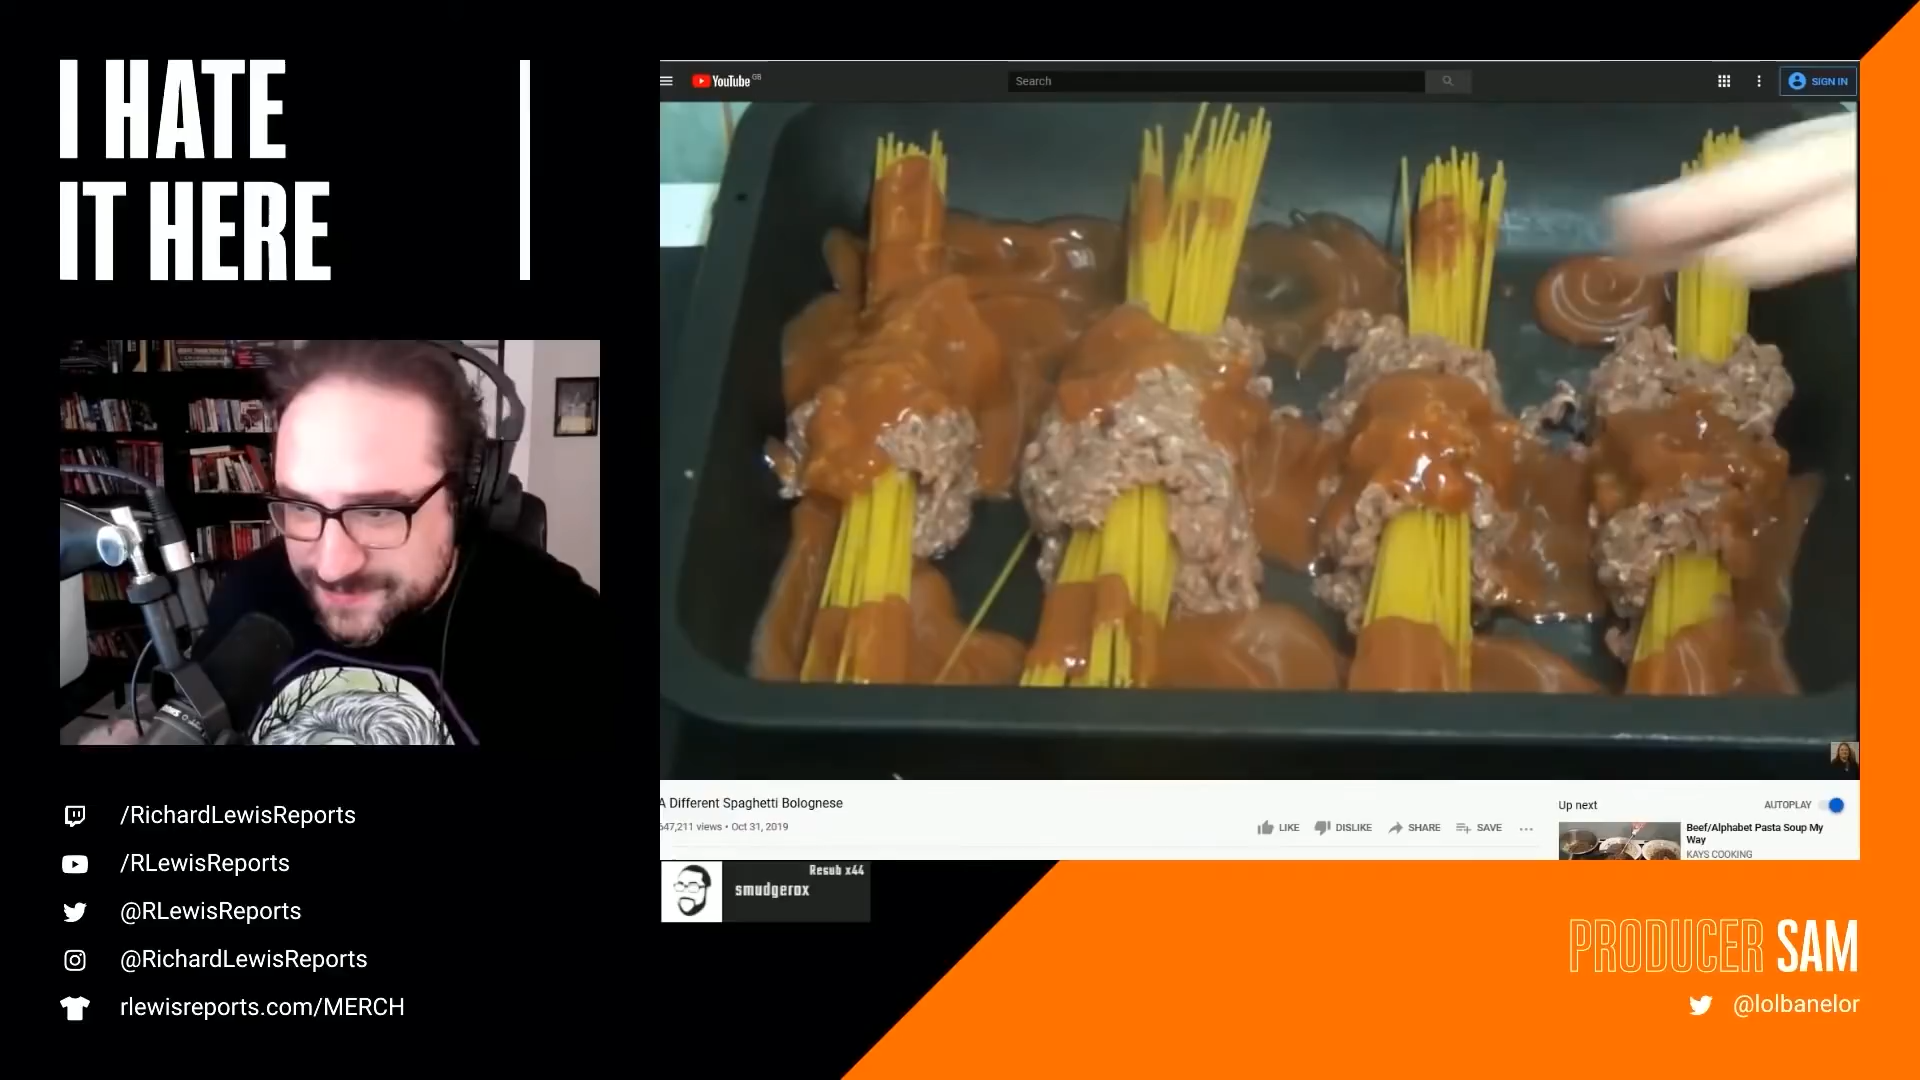 I HATE
IT HERE
/RichardLewisReports
/RLewisReports
@RLewisReports
@RichardLewisReports
rlewisreports.com/MERCH
YouTube GB
Search
SIGN IN
A Different Spaghetti Bolognese
647,211 views • Oct 31, 2019
LIKE
DISLIKE
SHARE
SAVE
Up next
AUTOPLAY
Beef/Alphabet Pasta Soup My
Way
KAYS COOKING
Resub x44
smudgerox
PRODUCER SAM
@lolbanelor